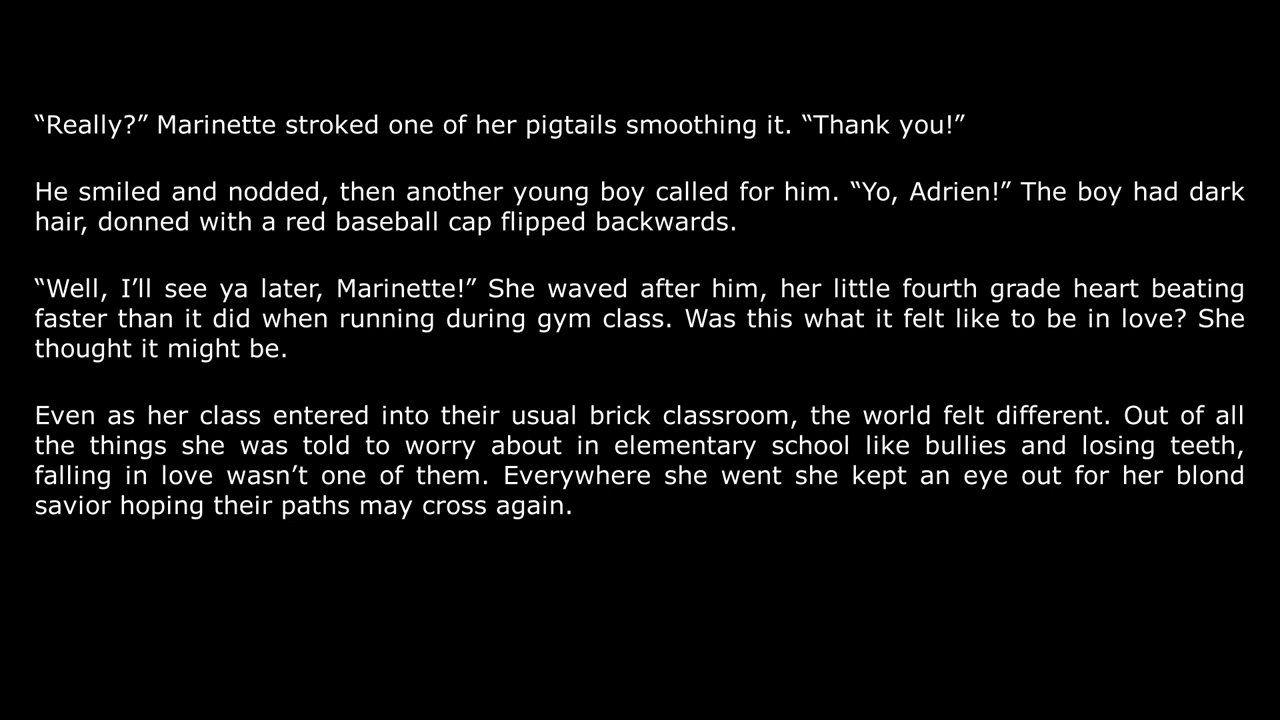 “Really?” Marinette stroked one of her pigtails smoothing it. “Thank you!”
He smiled and nodded, then another young boy called for him. “Yo, Adrien!” The boy had dark
hair, donned with a red baseball cap flipped backwards.
“Well, I’ll see ya later, Marinette!” She waved after him, her little fourth grade heart beating
faster than it did when running during gym class. Was this what it felt like to be in love? She
thought it might be.
Even as her class entered into their usual brick classroom, the world felt different. Out of all
the things she was told to worry about in elementary school like bullies and losing teeth,
falling in love wasn’t one of them. Everywhere she went she kept an eye out for her blond
savior hoping their paths may cross again.